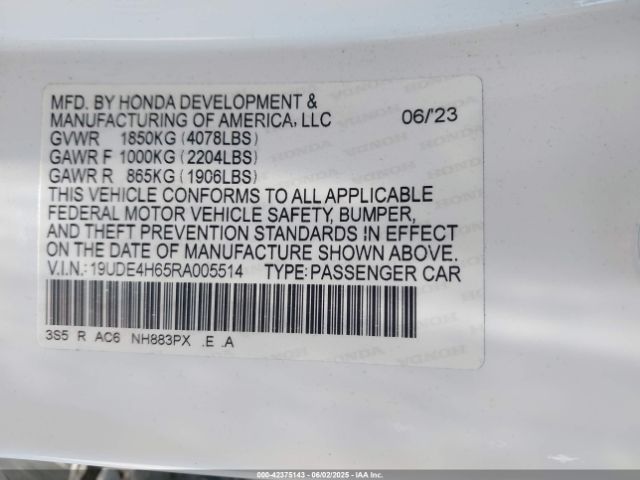 MFD. BY HONDA DEVELOPMENT &
MANUFACTURING OF AMERICA, LLC 06/'23
GVWR 1850KG (4078LBS)
GAWR F 1000KG (2204LBS)
GAWR R 865KG (1906LBS)
THIS VEHICLE CONFORMS TO ALL APPLICABLE
FEDERAL MOTOR VEHICLE SAFETY, BUMPER,
AND THEFT PREVENTION STANDARDS IN EFFECT
ON THE DATE OF MANUFACTURE SHOWN ABOVE.
V.I.N.:19UDE4H65RA005514 TYPE:PASSENGER CAR
3S5 R AC6 NH883PX .E .A
000-42375143 - 06/02/2025 - IAA Inc.